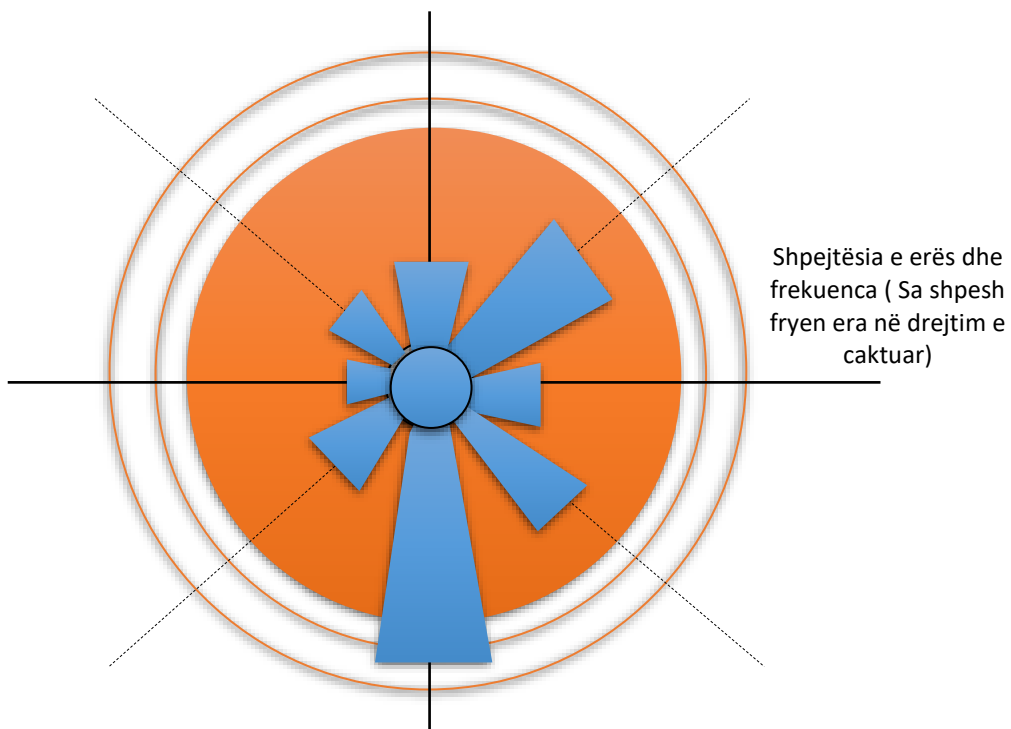 Shpejtësia e erës dhe
frekuenca ( Sa shpesh
fryen era në drejtim e
caktuar)